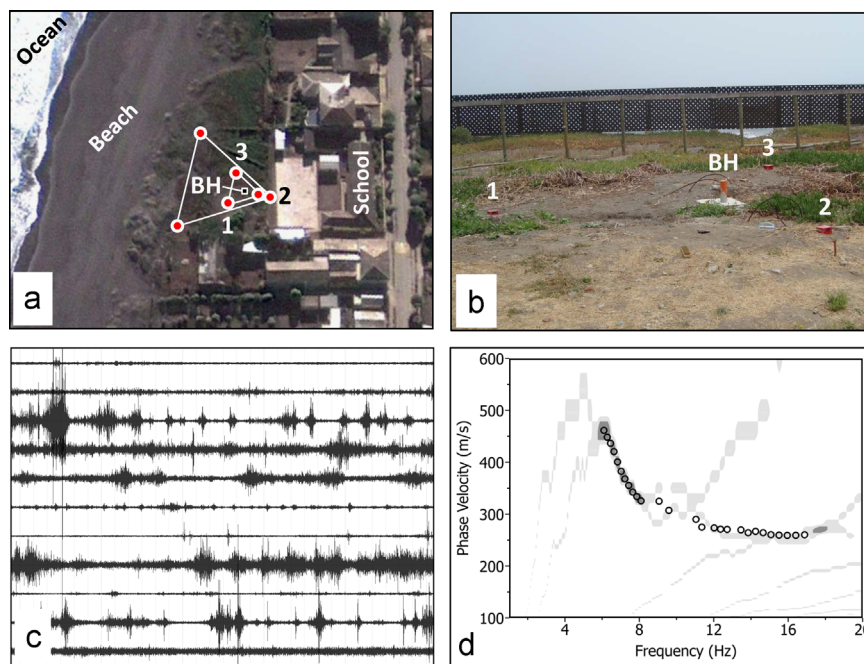 Ocean
Beach
3
BH
2
1
School
a
3
BH
1
2
b
c
600
500
400
300
200
100
Phase Velocity (m/s)
4
8
12
16
20
Frequency (Hz)
d